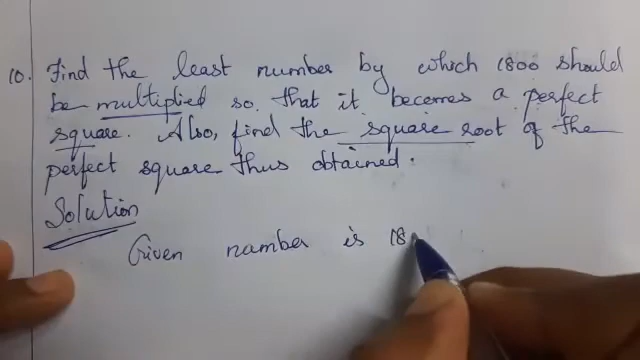 10. Find the least number by which 1800 should
be multiplied so that it becomes a perfect
square. Also, find the square root of the
perfect square thus obtained.
Solution
Given number is 18